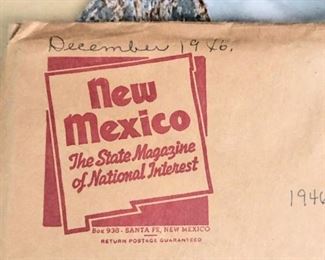 December 1946.
New
Mexico
The State Magazine
of National Interest
1946
Box 938 - SANTA FE, NEW MEXICO
RETURN POSTAGE GUARANTEED